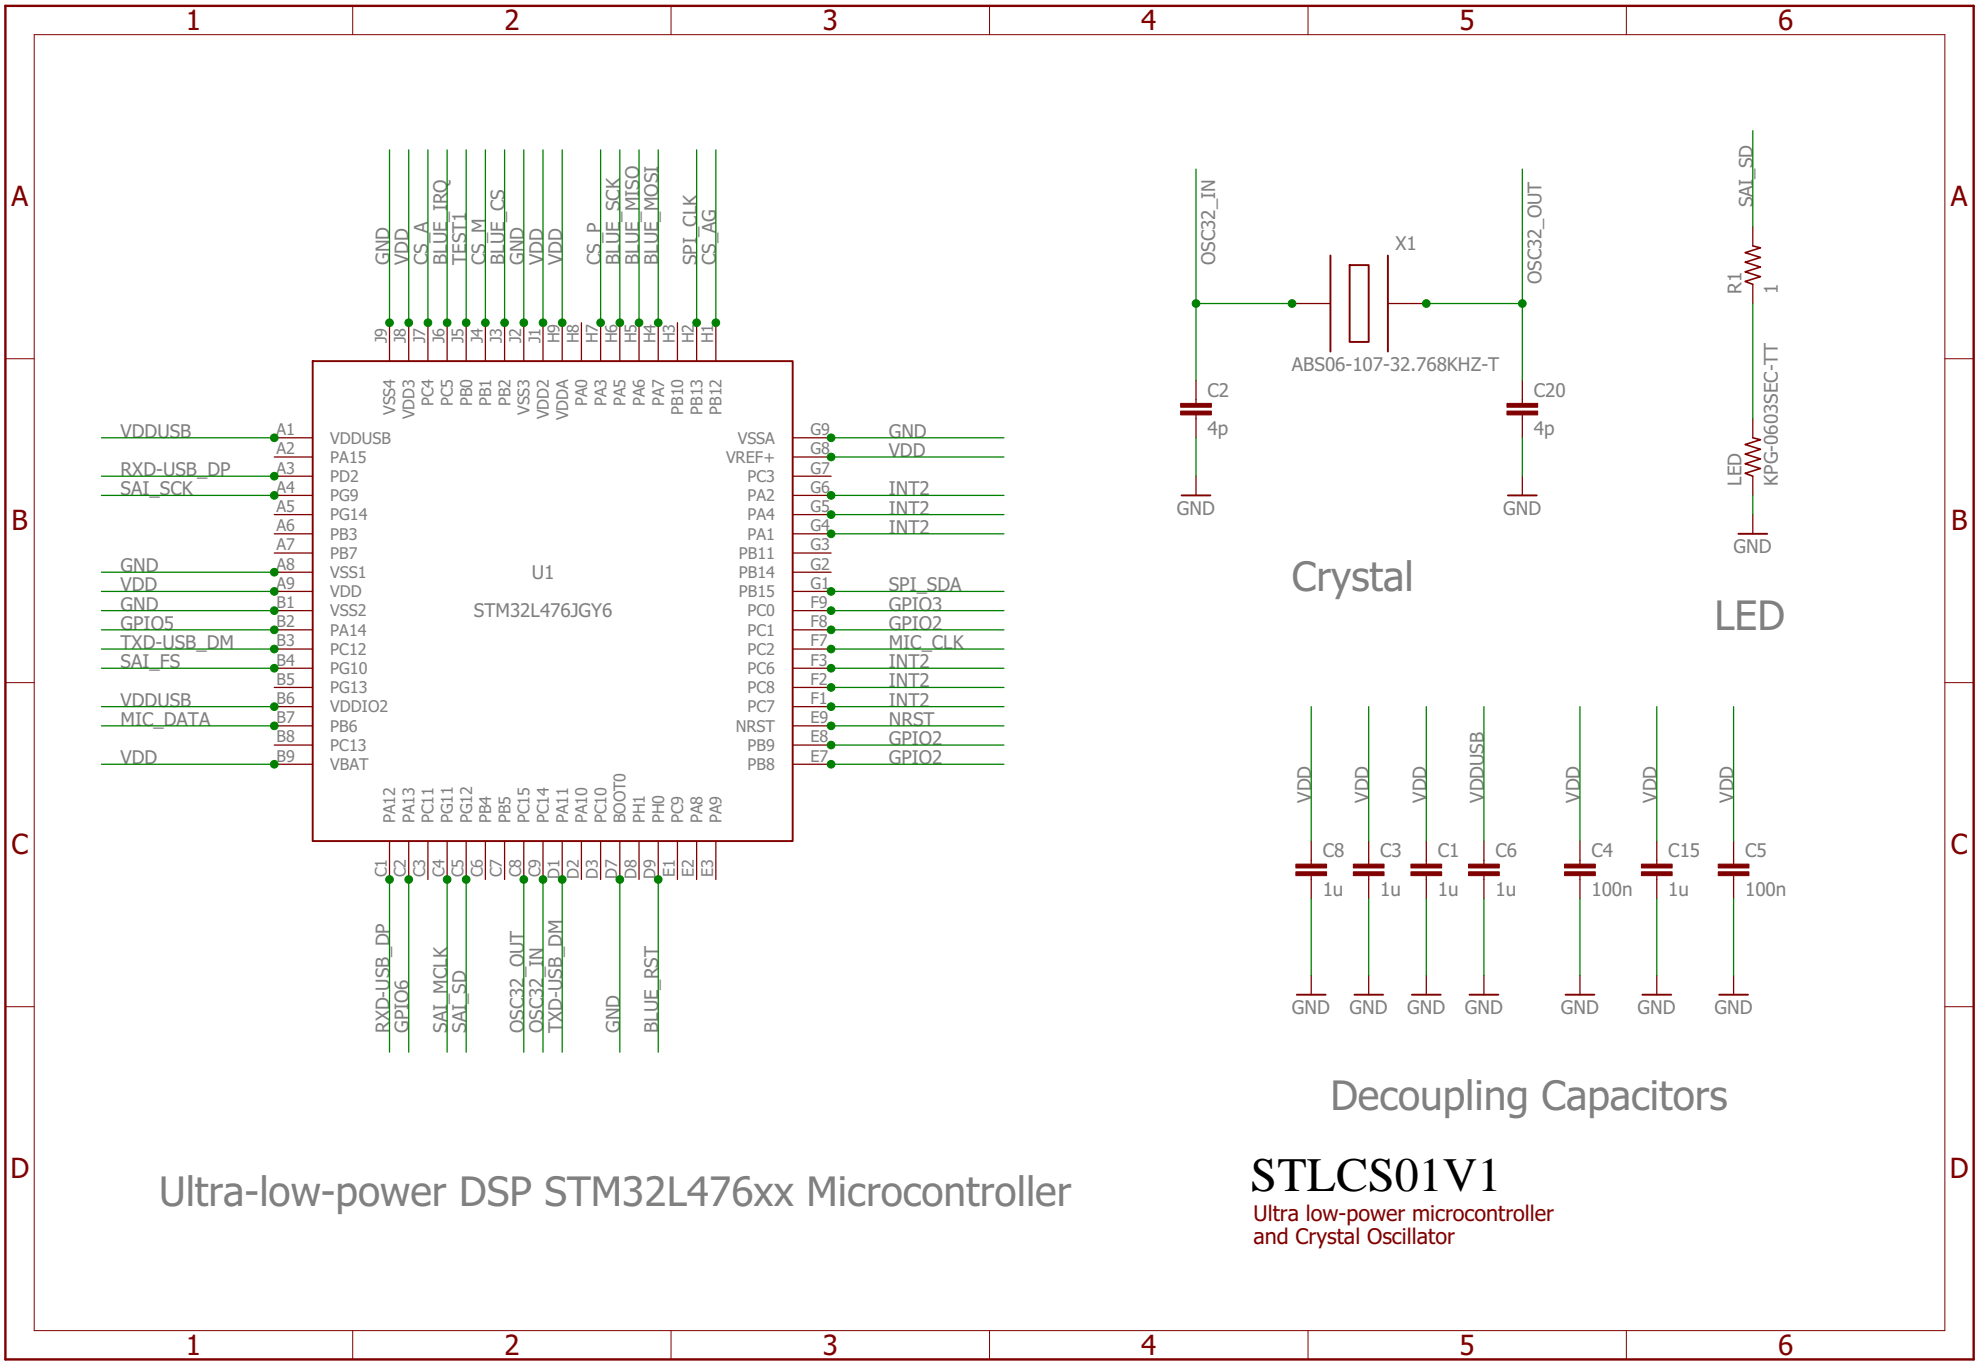 1 2 3 4 5 6
A A
B B
C C
D D
GND
VDD
CS_A
BLUE_IRQ
TEST1
CS_M
BLUE_CS
GND
VDD
VDD
CS_P
BLUE_SCK
BLUE_MISO
BLUE_MOSI
SPI_CLK
CS_AG
J9 J8 J7 J6 J5 J4 J3 J2 J1 H9 H8 H7 H6 H5 H4 H3 H2 H1
VSS4 VDD3 PC4 PC5 PB0 PB1 PB2 VSS3 VDD2 VDDA PA0 PA3 PA5 PA6 PA7 PB10 PB13 PB12
VDDUSB A1 VDDUSB
A2 PA15
RXD-USB_DP A3 PD2
SAI_SCK A4 PG9
A5 PG14
A6 PB3
A7 PB7
GND A8 VSS1
VDD A9 VDD
GND B1 VSS2
GPIO5 B2 PA14
TXD-USB_DM B3 PC12
SAI_FS B4 PG10
B5 PG13
VDDUSB B6 VDDIO2
MIC_DATA B7 PB6
B8 PC13
VDD B9 VBAT
U1
STM32L476JGY6
VSSA G9 GND
VREF+ G8 VDD
PC3 G7
PA2 G6 INT2
PA4 G5 INT2
PA1 G4 INT2
PB11 G3
PB14 G2
PB15 G1 SPI_SDA
PC0 F9 GPIO3
PC1 F8 GPIO2
PC2 F7 MIC_CLK
PC6 F3 INT2
PC8 F2 INT2
PC7 F1 INT2
NRST E9 NRST
PB9 E8 GPIO2
PB8 E7 GPIO2
PA12 PA13 PC11 PG11 PG12 PB4 PB5 PC15 PC14 PA11 PA10 PC10 BOOT0 PH1 PH0 PC9 PA8 PA9
C1 C2 C3 C4 C5 C6 C7 C8 C9 D1 D2 D3 D7 D8 D9 E1 E2 E3
RXD-USB_DP
GPIO6
SAI_MCLK
SAI_SD
OSC32_OUT
OSC32_IN
TXD-USB_DM
GND
BLUE_RST
Ultra-low-power DSP STM32L476xx Microcontroller
OSC32_IN
OSC32_OUT
X1
ABS06-107-32.768KHZ-T
C2
4p
GND
C20
4p
GND
Crystal
SAI_SD
R1
1
LED
KPG-0603SEC-TT
GND
LED
VDD VDD VDD VDDUSB VDD VDD VDD
C8 C3 C1 C6 C4 C15 C5
1u 1u 1u 1u 100n 1u 100n
GND GND GND GND GND GND GND
Decoupling Capacitors
STLCS01V1
Ultra low-power microcontroller
and Crystal Oscillator
1 2 3 4 5 6